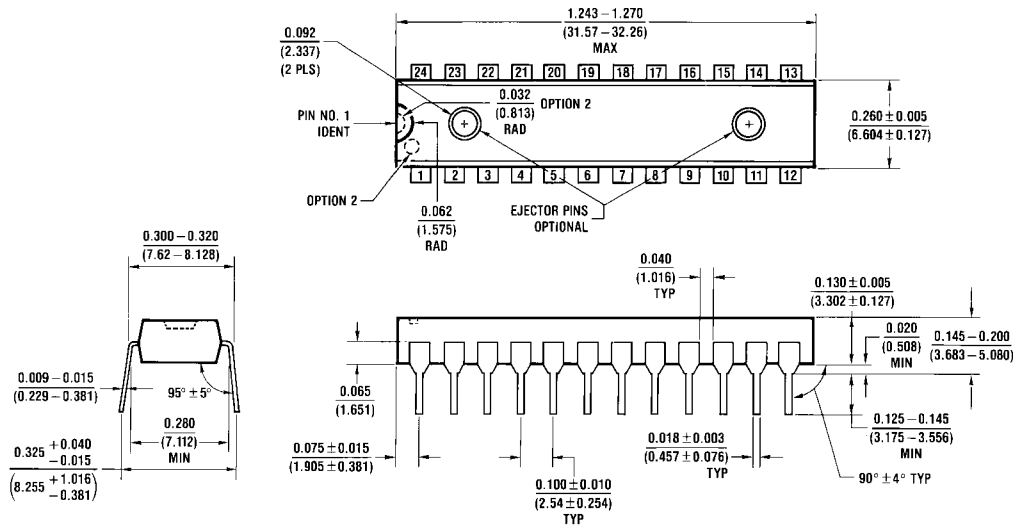 1.243 – 1.270
(31.57 – 32.26)
MAX
0.092
(2.337)
(2 PLS)
24 23 22 21 20 19 18 17 16 15 14 13
0.032
(0.813)
RAD
OPTION 2
PIN NO. 1
IDENT
0.260 ± 0.005
(6.604 ± 0.127)
1 2 3 4 5 6 7 8 9 10 11 12
OPTION 2
0.062
(1.575)
RAD
EJECTOR PINS
OPTIONAL
0.300 – 0.320
(7.62 – 8.128)
0.040
(1.016)
TYP
0.130 ± 0.005
(3.302 ± 0.127)
0.020
(0.508)
MIN
0.145 – 0.200
(3.683 – 5.080)
0.009 – 0.015
(0.229 – 0.381)
95° ± 5°
0.280
(7.112)
MIN
0.325 + 0.040
– 0.015
(8.255 + 1.016
– 0.381)
0.065
(1.651)
0.075 ± 0.015
(1.905 ± 0.381)
0.100 ± 0.010
(2.54 ± 0.254)
TYP
0.018 ± 0.003
(0.457 ± 0.076)
TYP
0.125 – 0.145
(3.175 – 3.556)
MIN
90° ± 4° TYP